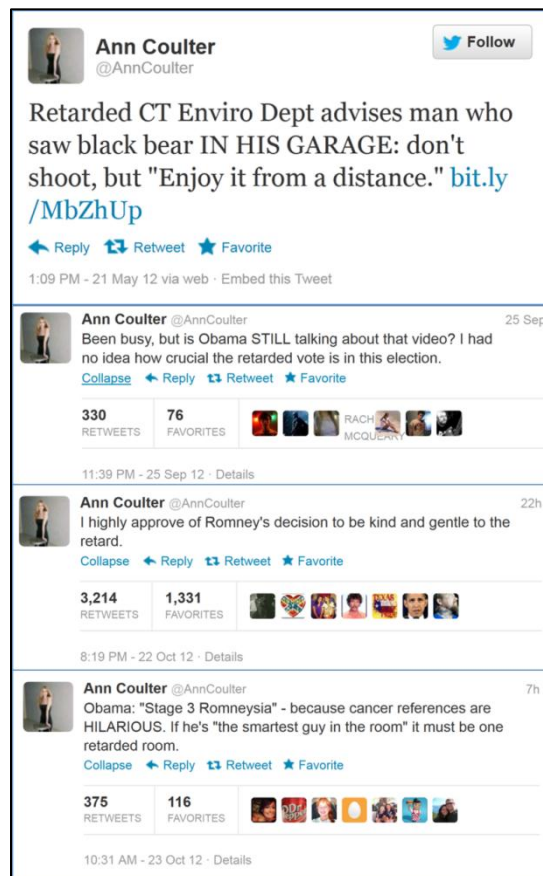 Ann Coulter
Follow
@AnnCoulter
Retarded CT Enviro Dept advises man who
saw black bear IN HIS GARAGE: don't
shoot, but "Enjoy it from a distance." bit.ly
/MbZhUp
Reply Retweet Favorite
1:09 PM - 21 May 12 via web · Embed this Tweet
Ann Coulter @AnnCoulter 25 Sep
Been busy, but is Obama STILL talking about that video? I had
no idea how crucial the retarded vote is in this election.
Collapse Reply Retweet Favorite
330 76
RETWEETS FAVORITES
RACH
MCQUEARY
11:39 PM - 25 Sep 12 · Details
Ann Coulter @AnnCoulter 22h
I highly approve of Romney's decision to be kind and gentle to the
retard.
Collapse Reply Retweet Favorite
3,214 1,331
RETWEETS FAVORITES
TEXAS
8:19 PM - 22 Oct 12 · Details
Ann Coulter @AnnCoulter 7h
Obama: "Stage 3 Romneysia" - because cancer references are
HILARIOUS. If he's "the smartest guy in the room" it must be one
retarded room.
Collapse Reply Retweet Favorite
375 116
RETWEETS FAVORITES
10:31 AM - 23 Oct 12 · Details